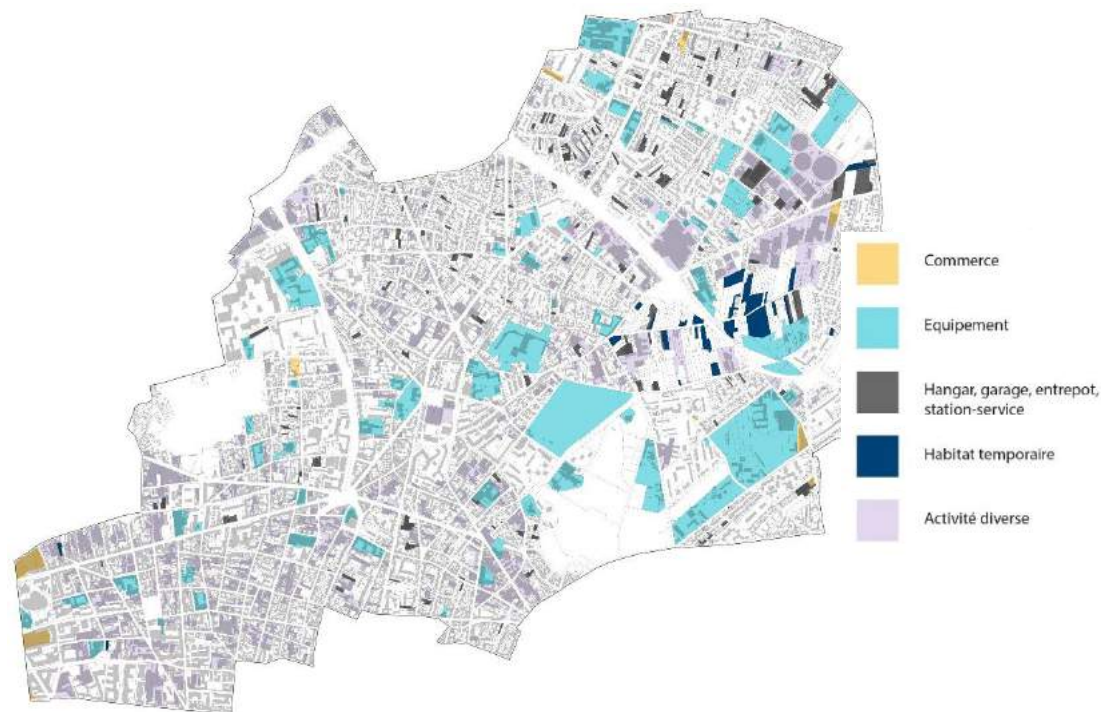 Commerce
Equipement
Hangar, garage, entrepot,
station-service
Habitat temporaire
Activité diverse